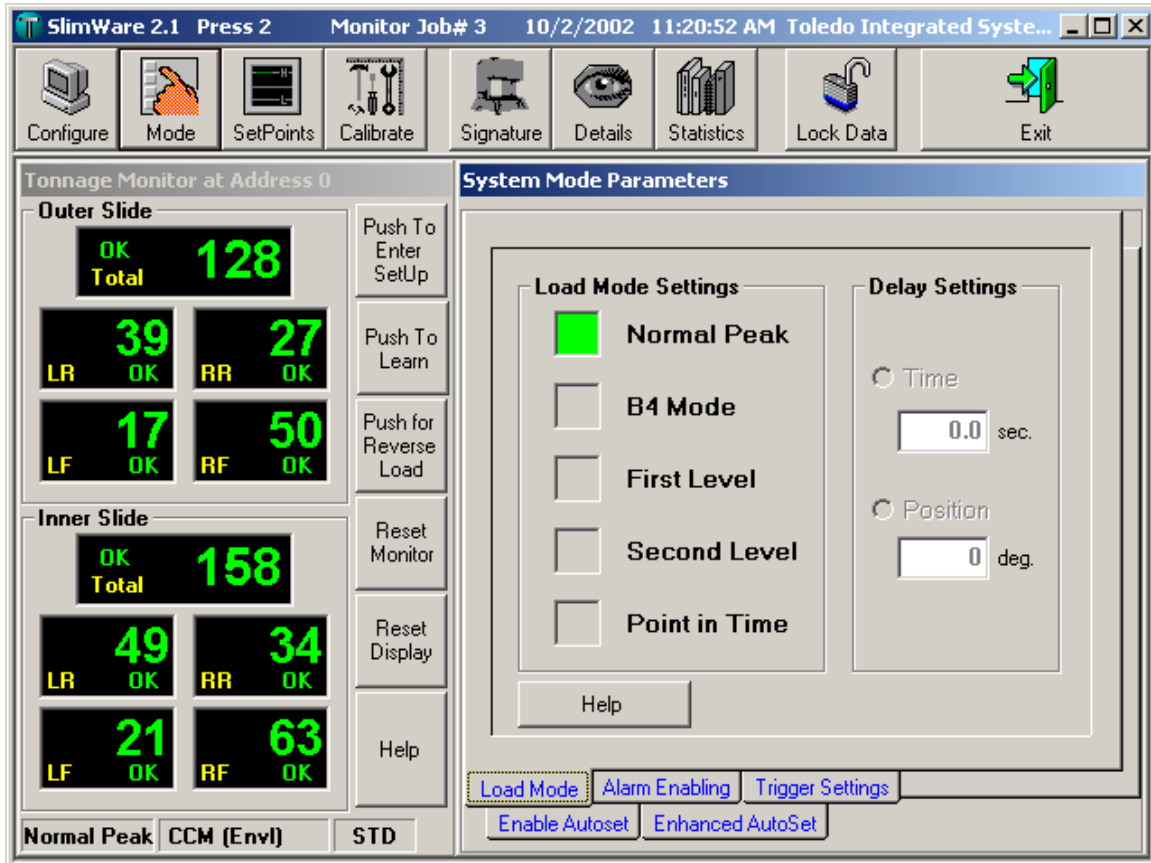 SlimWare 2.1 Press 2 Monitor Job# 3 10/2/2002 11:20:52 AM Toledo Integrated Syste...
Configure Mode SetPoints Calibrate Signature Details Statistics Lock Data Exit
Tonnage Monitor at Address 0
Outer Slide
OK
Total
128
39
LR OK
27
RR OK
17
LF OK
50
RF OK
Inner Slide
OK
Total
158
49
LR OK
34
RR OK
21
LF OK
63
RF OK
Push To
Enter
SetUp
Push To
Learn
Push for
Reverse
Load
Reset
Monitor
Reset
Display
Help
Normal Peak CCM (Envl) STD
System Mode Parameters
Load Mode Settings
Normal Peak
B4 Mode
First Level
Second Level
Point in Time
Delay Settings
Time
0.0 sec.
Position
0 deg.
Help
Load Mode Alarm Enabling Trigger Settings
Enable Autoset Enhanced AutoSet